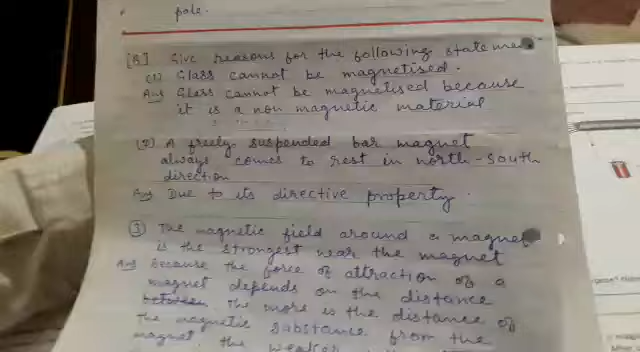 pole.
[B] Give reasons for the following
(1) Glass cannot be magnetised.
Ans Glass cannot be magnetised because
it is a non magnetic material
(2) A freely suspended bar magnet
always comes to rest in north-South
direction
Ans Due to its directive property.
(3) The magnetic field around a magnet
is the strongest near the magnet
Ans Because the force of attraction of a
magnet depends on the distance
between. The more is the distance of
the magnetic substance from the
magnet, the weaker